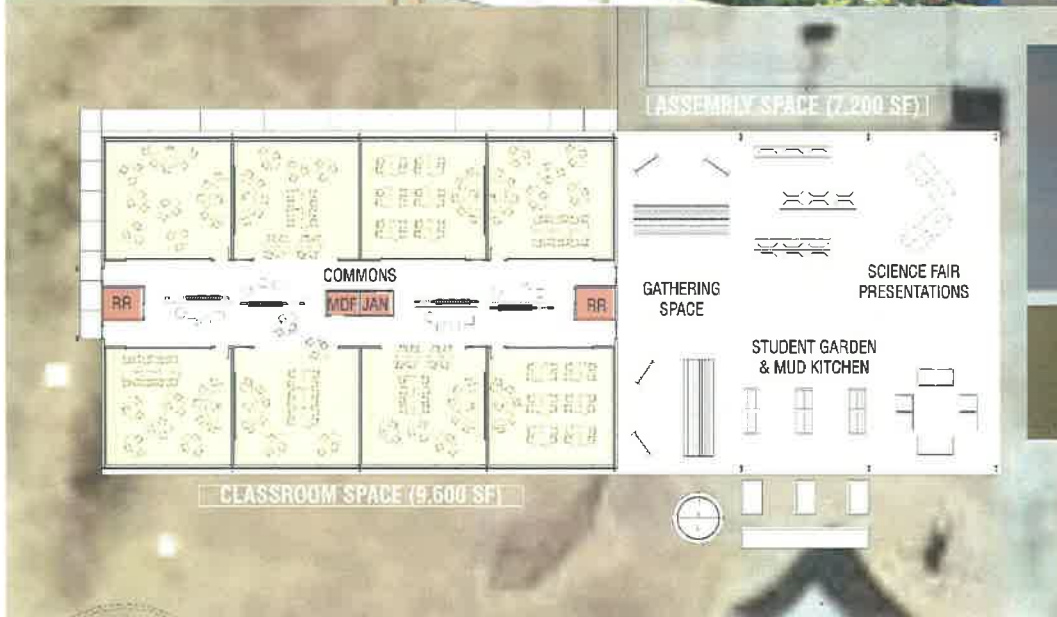 ASSEMBLY SPACE (7,200 SF)
COMMONS
RR
MDF JAN
RR
GATHERING
SPACE
SCIENCE FAIR
PRESENTATIONS
STUDENT GARDEN
& MUD KITCHEN
CLASSROOM SPACE (9,600 SF)